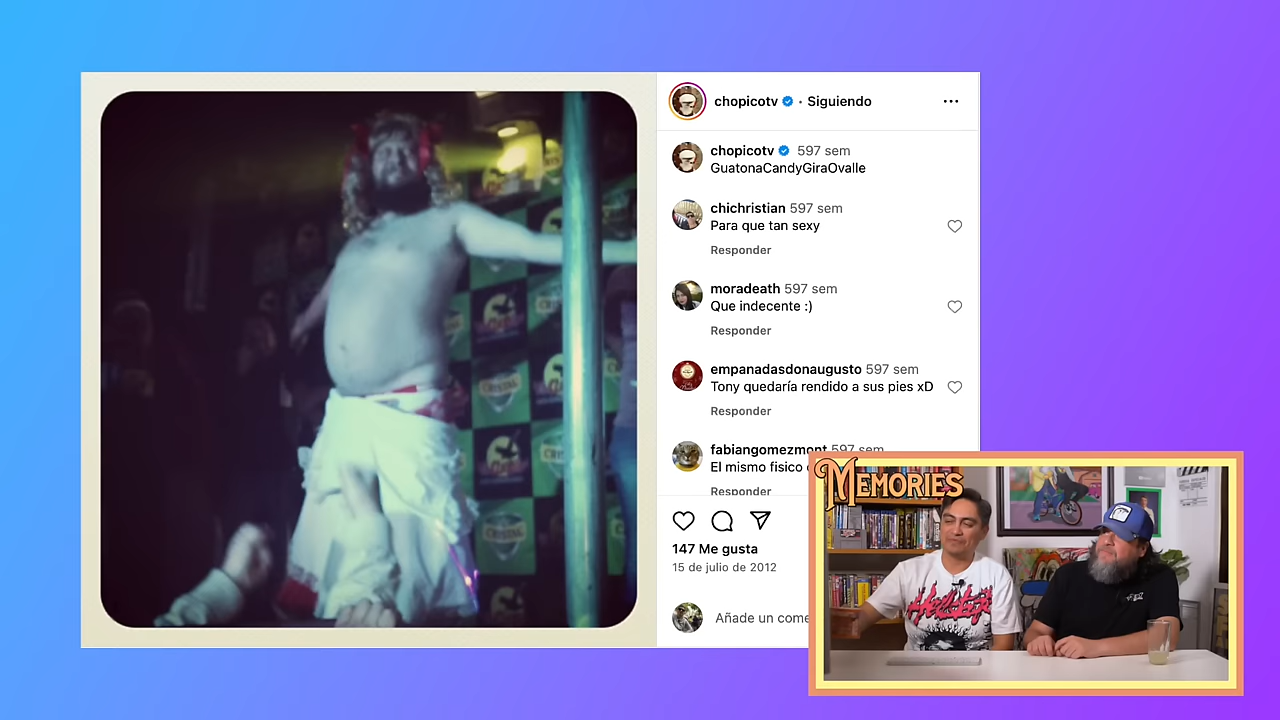 chopicotv • Siguiendo
chopicotv 597 sem
GuatonaCandyGiraOvalle
chichristian 597 sem
Para que tan sexy
Responder
moradeath 597 sem
Que indecente :)
Responder
empanadasdonaugusto 597 sem
Tony quedaría rendido a sus pies xD
Responder
fabiangomezmont 597 sem
El mismo fisico
Responder
147 Me gusta
15 de julio de 2012
Añade un come
MEMORIES
CRISTAL